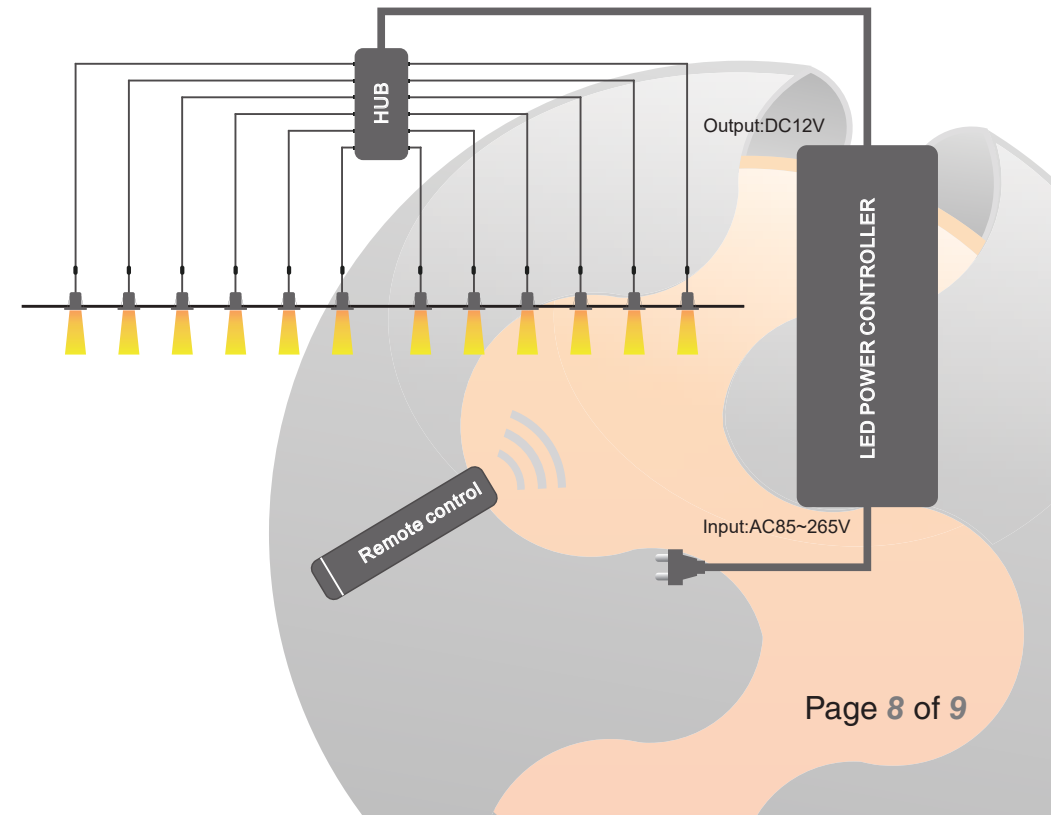 HUB
Output:DC12V
LED POWER CONTROLLER
Remote control
Input:AC85~265V
Page 8 of 9